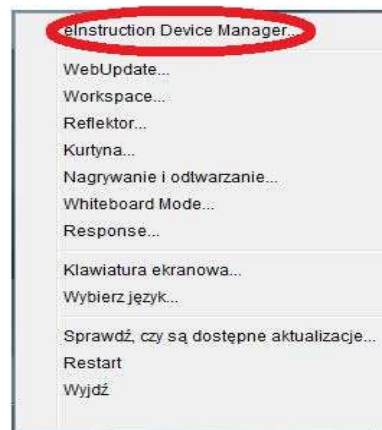 eInstruction Device Manager...
WebUpdate...
Workspace...
Reflektor...
Kurtyna...
Nagrywanie i odtwarzanie...
Whiteboard Mode...
Response...
Klawiatura ekranowa...
Wybierz język...
Sprawdź, czy są dostępne aktualizacje...
Restart
Wyjdź